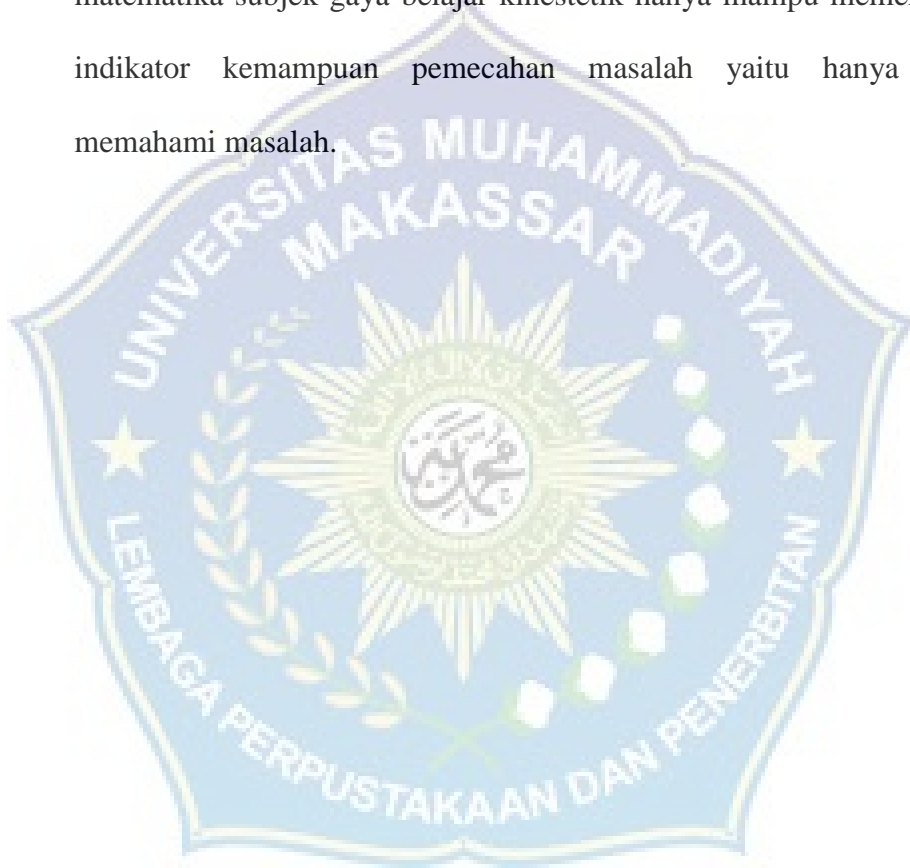 matematika subjek gaya belajar kinestetik hanya mampu
indikator kemampuan pemecahan masalah yaitu hanya
memahami masalah.
UNIVERSITAS MUHAMMADIYAH
MAKASSAR
LEMBAGA PERPUSTAKAAN DAN PENERBITAN